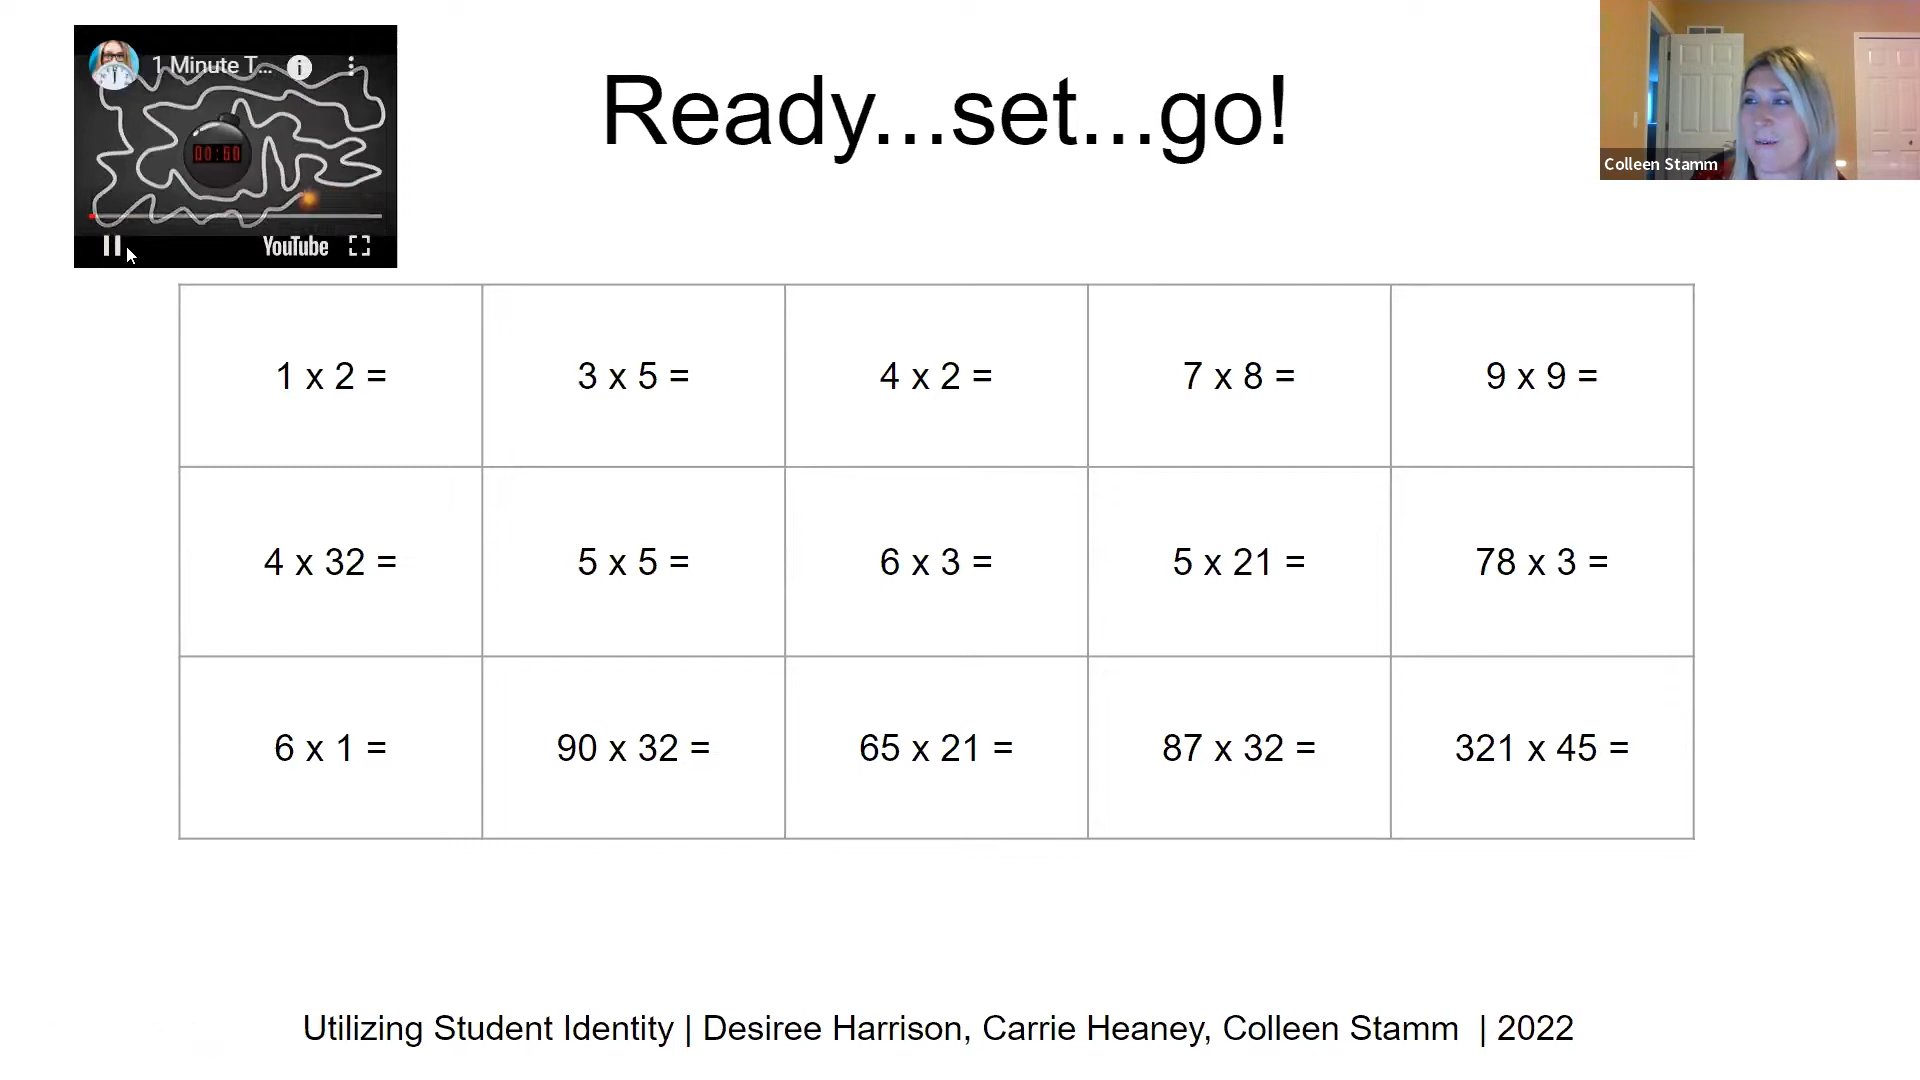 1 Minute T...
00:60
YouTube
Ready...set...go!
Colleen Stamm
1 x 2 =
3 x 5 =
4 x 2 =
7 x 8 =
9 x 9 =
4 x 32 =
5 x 5 =
6 x 3 =
5 x 21 =
78 x 3 =
6 x 1 =
90 x 32 =
65 x 21 =
87 x 32 =
321 x 45 =
Utilizing Student Identity | Desiree Harrison, Carrie Heaney, Colleen Stamm | 2022